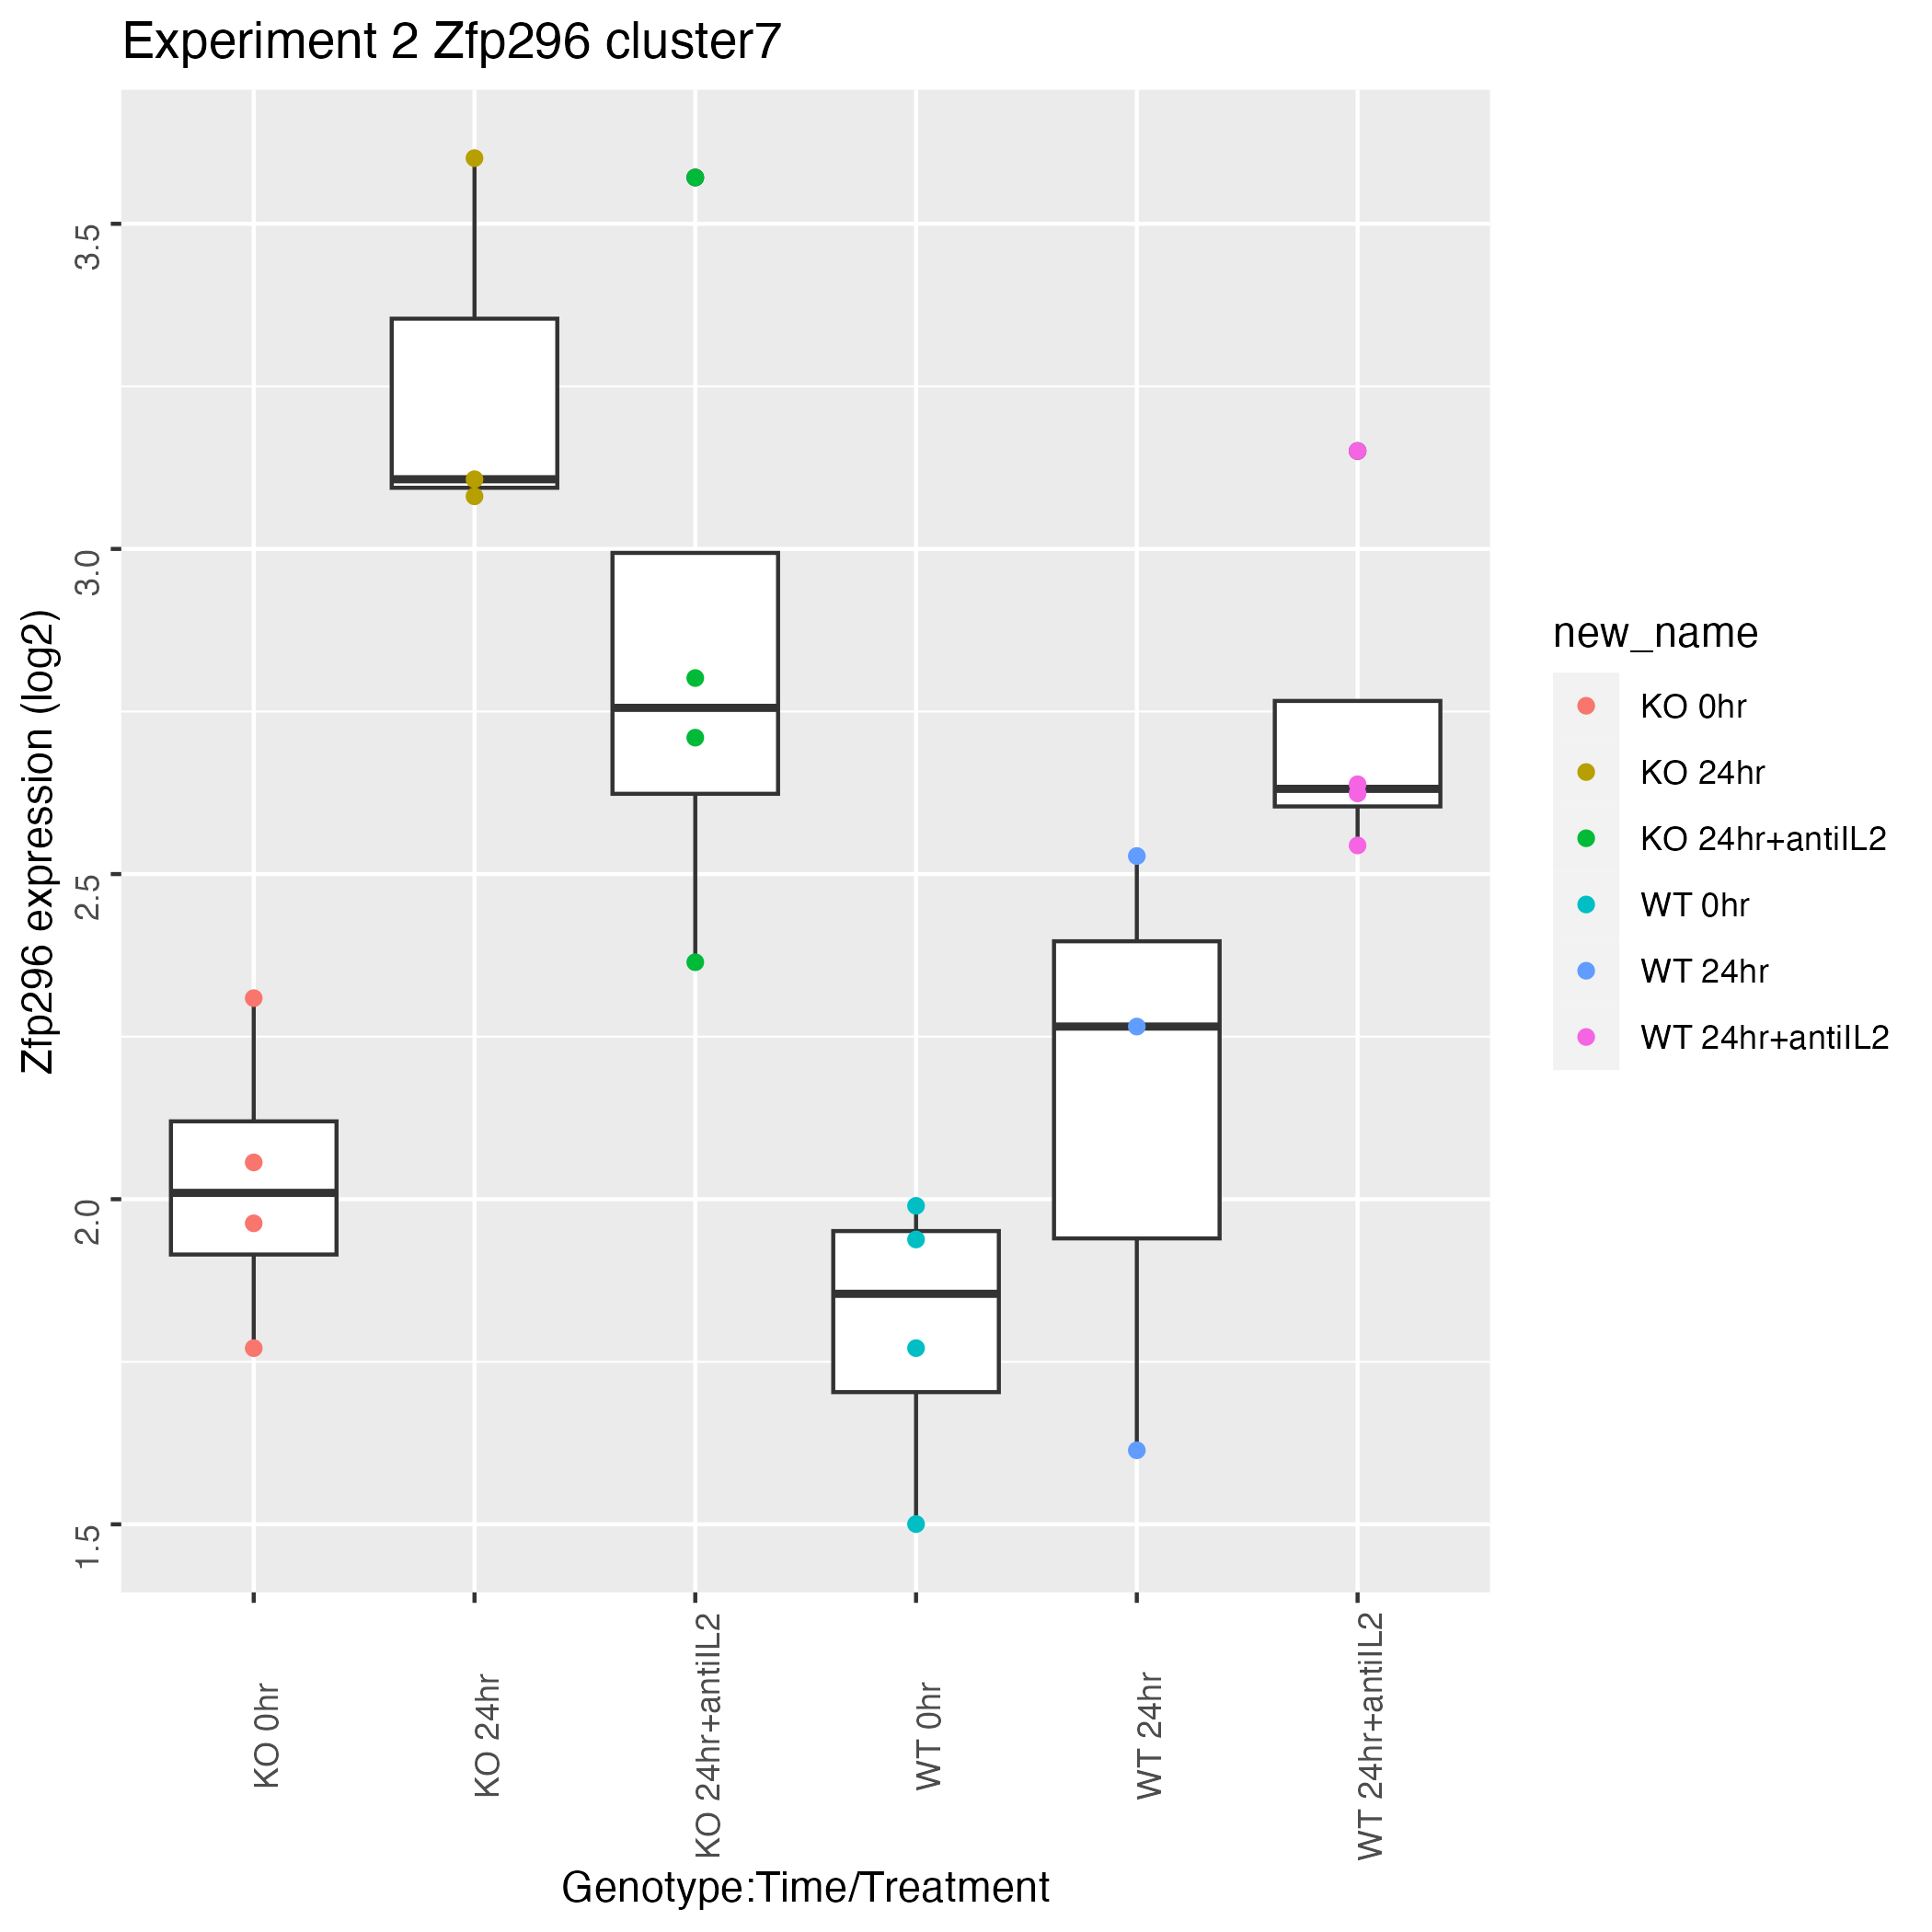 Experiment 2 Zfp296 cluster7
Zfp296 expression (log2)
3.5
3.0
2.5
2.0
1.5
KO 0hr
KO 24hr
KO 24hr+antiIL2
WT 0hr
WT 24hr
WT 24hr+antiIL2
Genotype:Time/Treatment
new_name
KO 0hr
KO 24hr
KO 24hr+antiIL2
WT 0hr
WT 24hr
WT 24hr+antiIL2